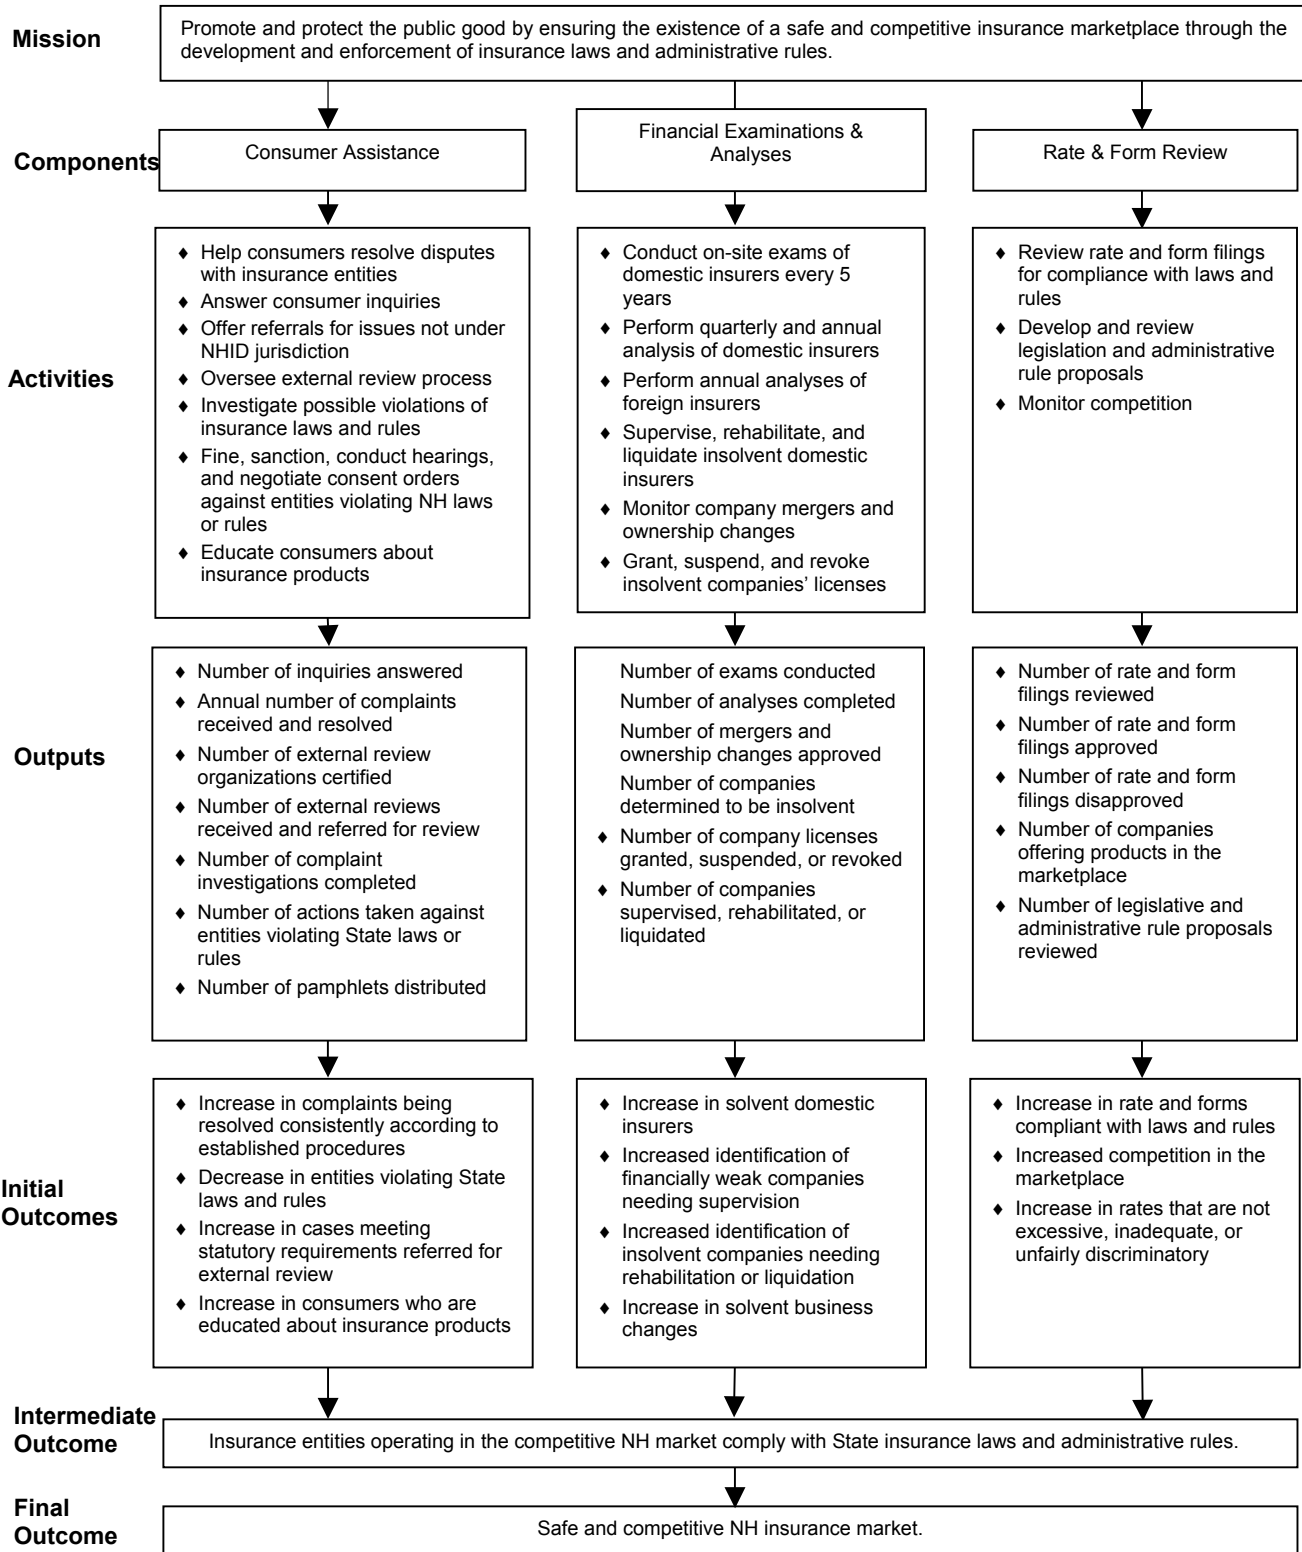 Mission
Promote and protect the public good by ensuring the existence of a safe and competitive insurance marketplace through the
development and enforcement of insurance laws and administrative rules.
Components
Consumer Assistance
Financial Examinations &
Analyses
Rate & Form Review
Activities
♦ Help consumers resolve disputes
with insurance entities
♦ Answer consumer inquiries
♦ Offer referrals for issues not under
NHID jurisdiction
♦ Oversee external review process
♦ Investigate possible violations of
insurance laws and rules
♦ Fine, sanction, conduct hearings,
and negotiate consent orders
against entities violating NH laws
or rules
♦ Educate consumers about
insurance products
♦ Conduct on-site exams of
domestic insurers every 5
years
♦ Perform quarterly and annual
analysis of domestic insurers
♦ Perform annual analyses of
foreign insurers
♦ Supervise, rehabilitate, and
liquidate insolvent domestic
insurers
♦ Monitor company mergers and
ownership changes
♦ Grant, suspend, and revoke
insolvent companies’ licenses
♦ Review rate and form filings
for compliance with laws and
rules
♦ Develop and review
legislation and administrative
rule proposals
♦ Monitor competition
Outputs
♦ Number of inquiries answered
♦ Annual number of complaints
received and resolved
♦ Number of external review
organizations certified
♦ Number of external reviews
received and referred for review
♦ Number of complaint
investigations completed
♦ Number of actions taken against
entities violating State laws or
rules
♦ Number of pamphlets distributed
Number of exams conducted
Number of analyses completed
Number of mergers and
ownership changes approved
Number of companies
determined to be insolvent
♦ Number of company licenses
granted, suspended, or revoked
♦ Number of companies
supervised, rehabilitated, or
liquidated
♦ Number of rate and form
filings reviewed
♦ Number of rate and form
filings approved
♦ Number of rate and form
filings disapproved
♦ Number of companies
offering products in the
marketplace
♦ Number of legislative and
administrative rule proposals
reviewed
Initial
Outcomes
♦ Increase in complaints being
resolved consistently according to
established procedures
♦ Decrease in entities violating State
laws and rules
♦ Increase in cases meeting
statutory requirements referred for
external review
♦ Increase in consumers who are
educated about insurance products
♦ Increase in solvent domestic
insurers
♦ Increased identification of
financially weak companies
needing supervision
♦ Increased identification of
insolvent companies needing
rehabilitation or liquidation
♦ Increase in solvent business
changes
♦ Increase in rate and forms
compliant with laws and rules
♦ Increased competition in the
marketplace
♦ Increase in rates that are not
excessive, inadequate, or
unfairly discriminatory
Intermediate
Outcome
Insurance entities operating in the competitive NH market comply with State insurance laws and administrative rules.
Final
Outcome
Safe and competitive NH insurance market.